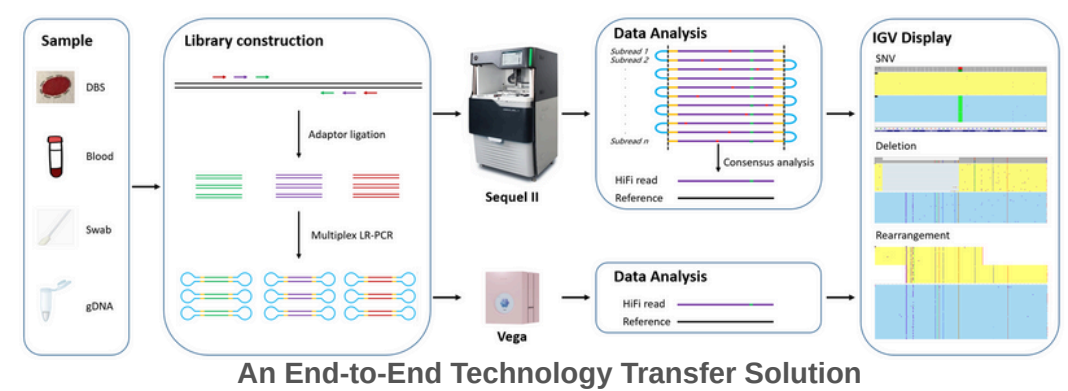 Sample
DBS
Blood
Swab
gDNA
Library construction
Adaptor ligation
Multiplex LR-PCR
Sequel II
Vega
Data Analysis
Subread 1
Subread 2
Subread n
Consensus analysis
HiFi read
Reference
Data Analysis
HiFi read
Reference
IGV Display
SNV
Deletion
Rearrangement
An End-to-End Technology Transfer Solution